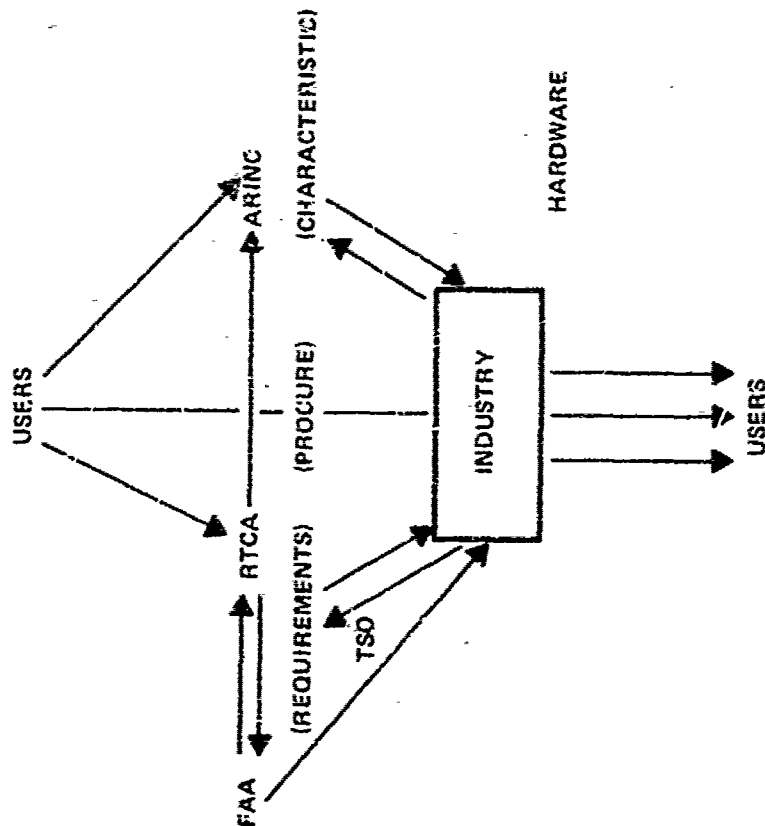 USERS
FAA
RTCA
ARINC
(REQUIREMENTS)
(PROCURE)
(CHARACTERISTIC)
TSO
INDUSTRY
HARDWARE
USERS